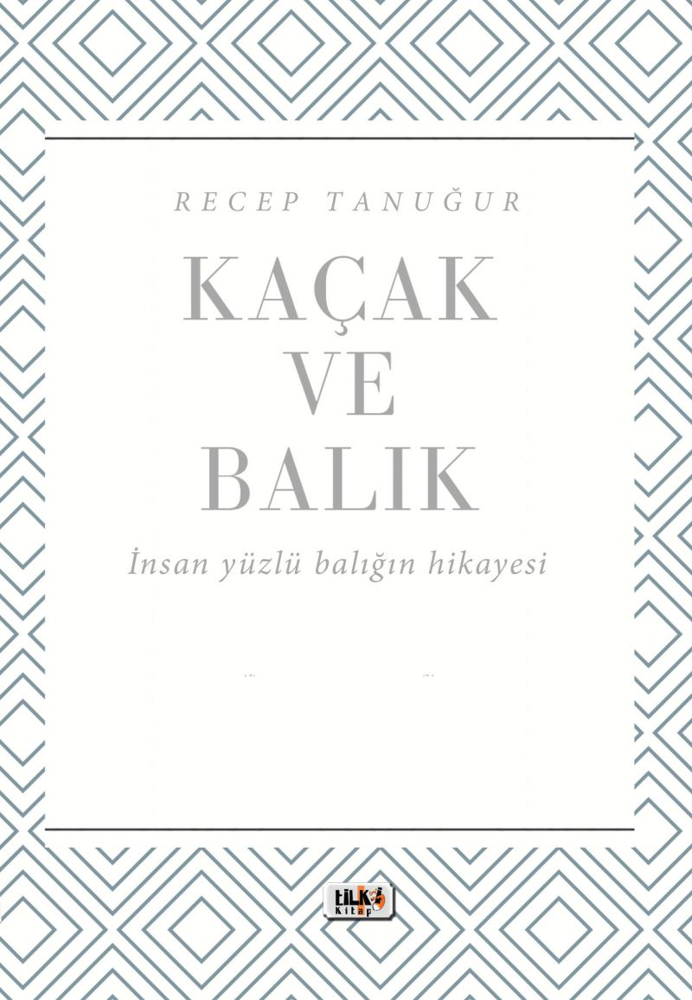 RECEP TANUĞUR
KAÇAK
VE
BALIK
İnsan yüzlü balığın hikayesi
tiLKi
Kitap